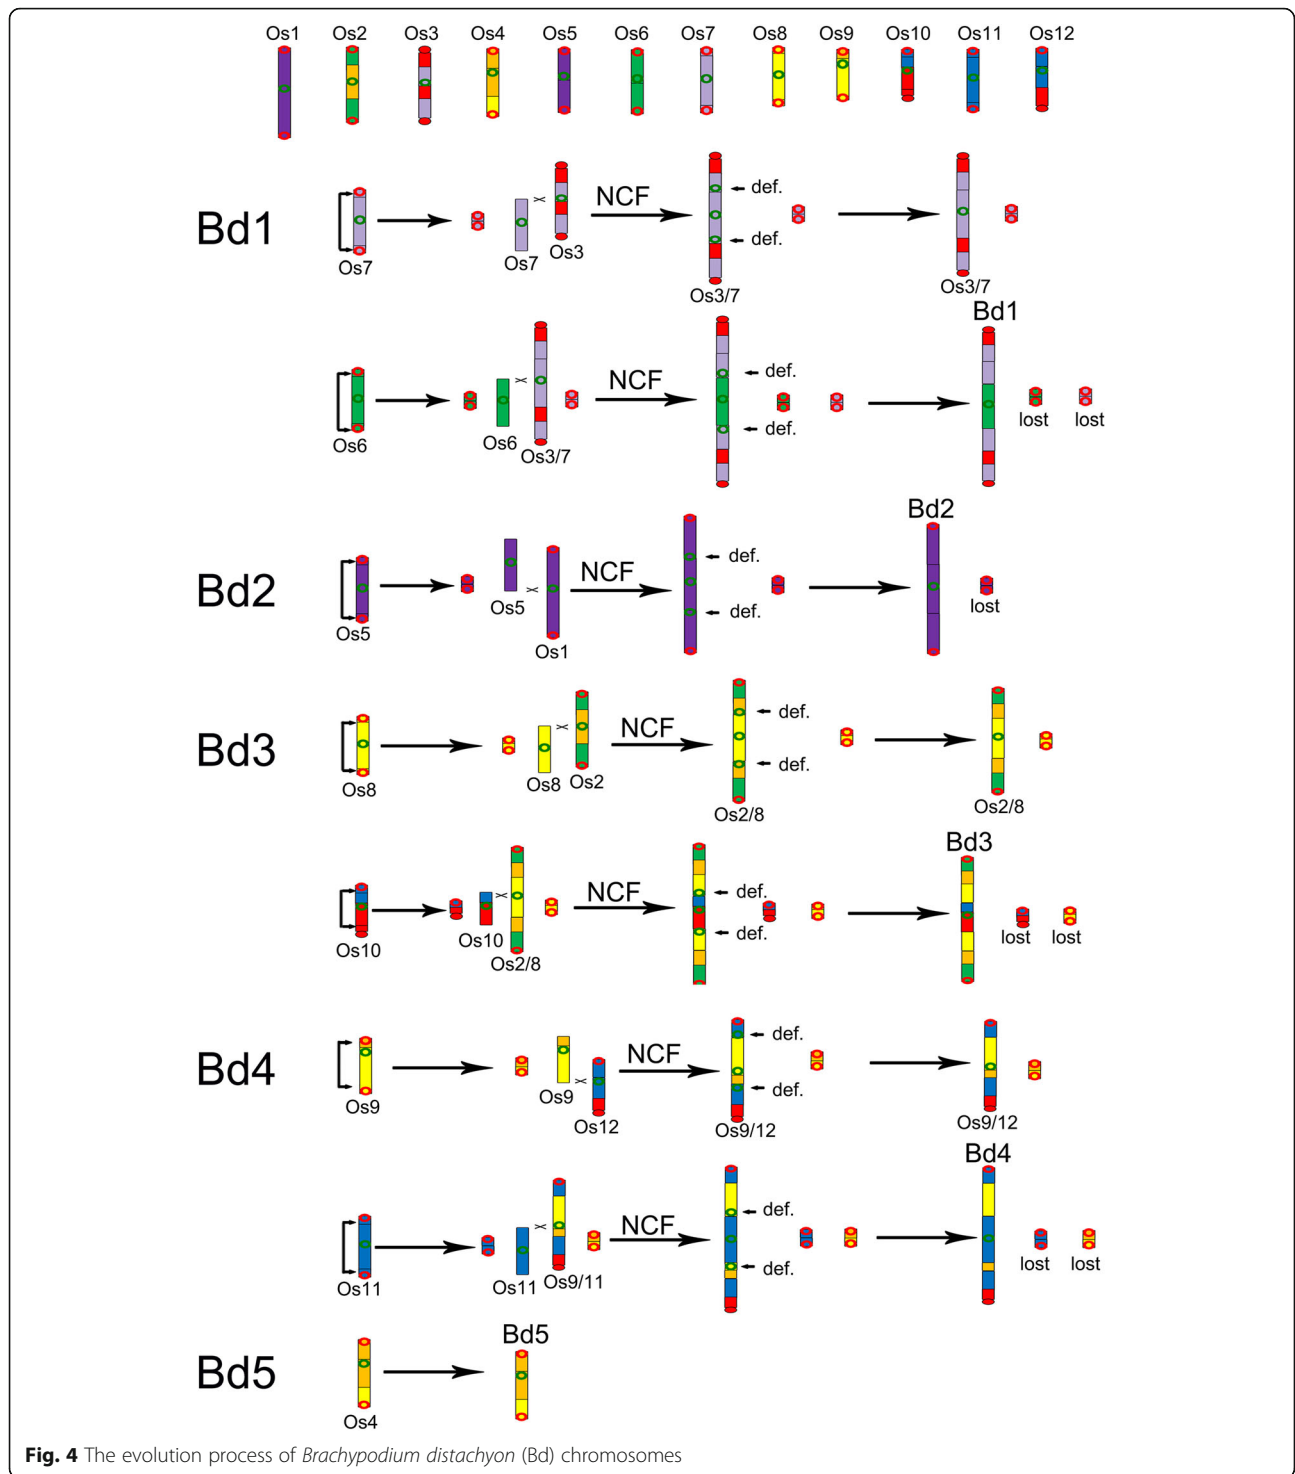 Os1 Os2 Os3 Os4 Os5 Os6 Os7 Os8 Os9 Os10 Os11 Os12
Bd1
NCF
def.
def.
Os7
Os7
Os3
Os3/7
Os3/7
Bd1
NCF
def.
def.
Os6
Os6
Os3/7
lost lost
Bd2
Bd2
NCF
def.
def.
Os5
Os5
Os1
lost
Bd3
NCF
def.
def.
Os8
Os8
Os2
Os2/8
Os2/8
Bd3
NCF
def.
def.
Os10
Os10
Os2/8
lost lost
Bd4
NCF
def.
def.
Os9
Os9
Os12
Os9/12
Os9/12
Bd4
NCF
def.
def.
Os11
Os11
Os9/11
lost lost
Bd5
Bd5
Os4
Fig. 4 The evolution process of Brachypodium distachyon (Bd) chromosomes